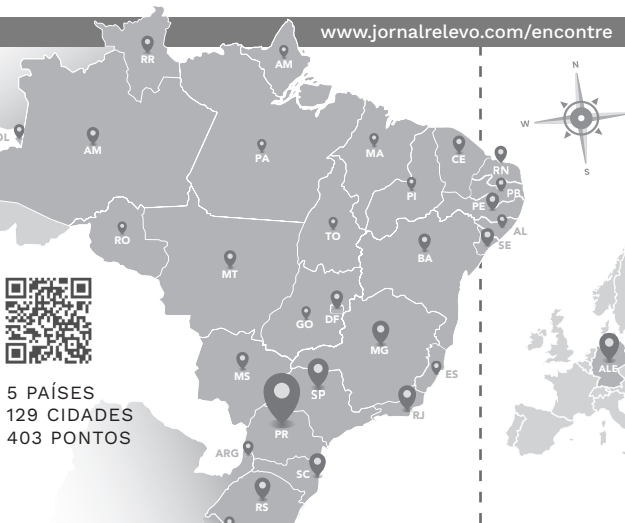 www.jornalrelevo.com/encontre
RR
AM
N
W
S
OL
AM
PA
MA
CE
RN
PI
PB
PE
RO
TO
AL
SE
MT
BA
GO
DF
MG
ALE
MS
SP
ES
RJ
5 PAÍSES
129 CIDADES
403 PONTOS
PR
ARG
SC
RS